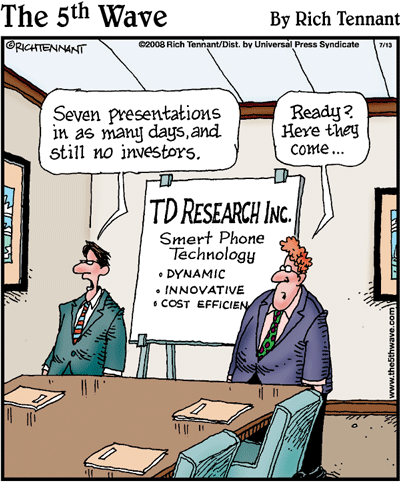 The 5th Wave
By Rich Tennant
©RICHTENNANT
©2008 Rich Tennant/Dist. by Universal Press Syndicate
7/13
Seven presentations
in as many days, and
still no investors.
Ready?
Here they
come...
TD RESEARCH INC.
Smert Phone
Technology
DYNAMIC
INNOVATIVE
COST EFFICIEN
www.the5thwave.com